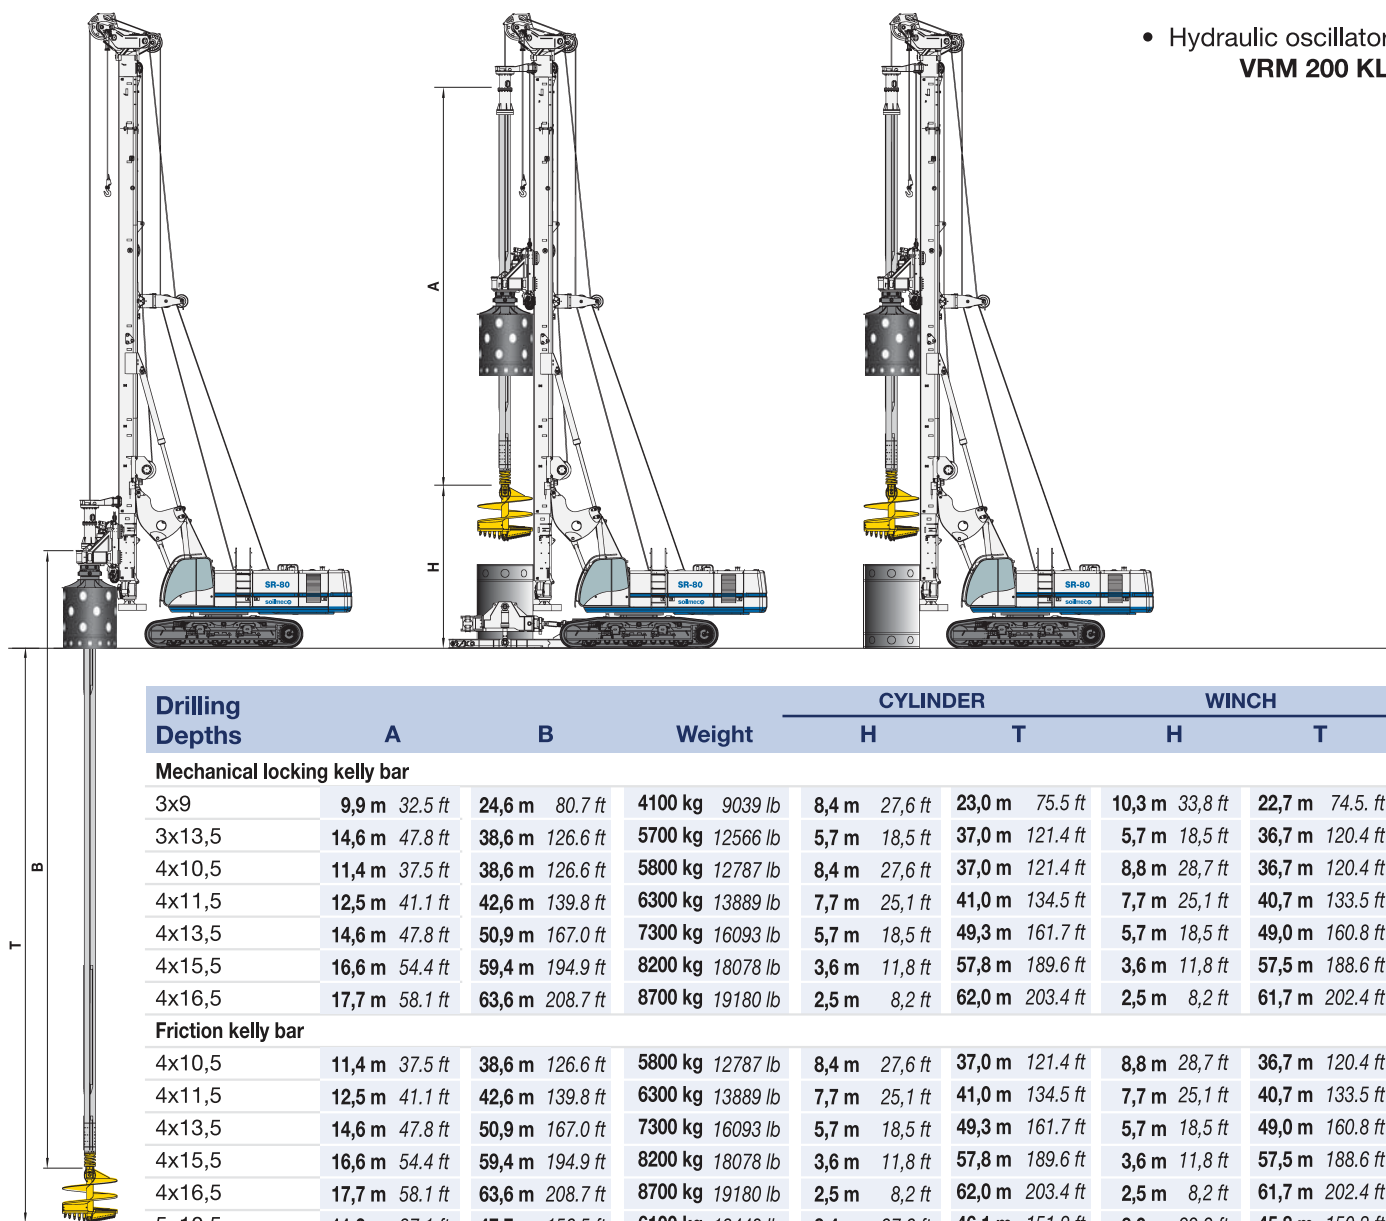 • Hydraulic oscillator
VRM 200 KL
A
H
B
T
SR-80
soilmec
SR-80
soilmec
SR-80
soilmec
CYLINDER WINCH
Drilling Depths A B Weight H T H T
Mechanical locking kelly bar
3x9 9,9 m 32.5 ft 24,6 m 80.7 ft 4100 kg 9039 lb 8,4 m 27,6 ft 23,0 m 75.5 ft 10,3 m 33,8 ft 22,7 m 74.5. ft
3x13,5 14,6 m 47.8 ft 38,6 m 126.6 ft 5700 kg 12566 lb 5,7 m 18,5 ft 37,0 m 121.4 ft 5,7 m 18,5 ft 36,7 m 120.4 ft
4x10,5 11,4 m 37.5 ft 38,6 m 126.6 ft 5800 kg 12787 lb 8,4 m 27,6 ft 37,0 m 121.4 ft 8,8 m 28,7 ft 36,7 m 120.4 ft
4x11,5 12,5 m 41.1 ft 42,6 m 139.8 ft 6300 kg 13889 lb 7,7 m 25,1 ft 41,0 m 134.5 ft 7,7 m 25,1 ft 40,7 m 133.5 ft
4x13,5 14,6 m 47.8 ft 50,9 m 167.0 ft 7300 kg 16093 lb 5,7 m 18,5 ft 49,3 m 161.7 ft 5,7 m 18,5 ft 49,0 m 160.8 ft
4x15,5 16,6 m 54.4 ft 59,4 m 194.9 ft 8200 kg 18078 lb 3,6 m 11,8 ft 57,8 m 189.6 ft 3,6 m 11,8 ft 57,5 m 188.6 ft
4x16,5 17,7 m 58.1 ft 63,6 m 208.7 ft 8700 kg 19180 lb 2,5 m 8,2 ft 62,0 m 203.4 ft 2,5 m 8,2 ft 61,7 m 202.4 ft
Friction kelly bar
4x10,5 11,4 m 37.5 ft 38,6 m 126.6 ft 5800 kg 12787 lb 8,4 m 27,6 ft 37,0 m 121.4 ft 8,8 m 28,7 ft 36,7 m 120.4 ft
4x11,5 12,5 m 41.1 ft 42,6 m 139.8 ft 6300 kg 13889 lb 7,7 m 25,1 ft 41,0 m 134.5 ft 7,7 m 25,1 ft 40,7 m 133.5 ft
4x13,5 14,6 m 47.8 ft 50,9 m 167.0 ft 7300 kg 16093 lb 5,7 m 18,5 ft 49,3 m 161.7 ft 5,7 m 18,5 ft 49,0 m 160.8 ft
4x15,5 16,6 m 54.4 ft 59,4 m 194.9 ft 8200 kg 18078 lb 3,6 m 11,8 ft 57,8 m 189.6 ft 3,6 m 11,8 ft 57,5 m 188.6 ft
4x16,5 17,7 m 58.1 ft 63,6 m 208.7 ft 8700 kg 19180 lb 2,5 m 8,2 ft 62,0 m 203.4 ft 2,5 m 8,2 ft 61,7 m 202.4 ft